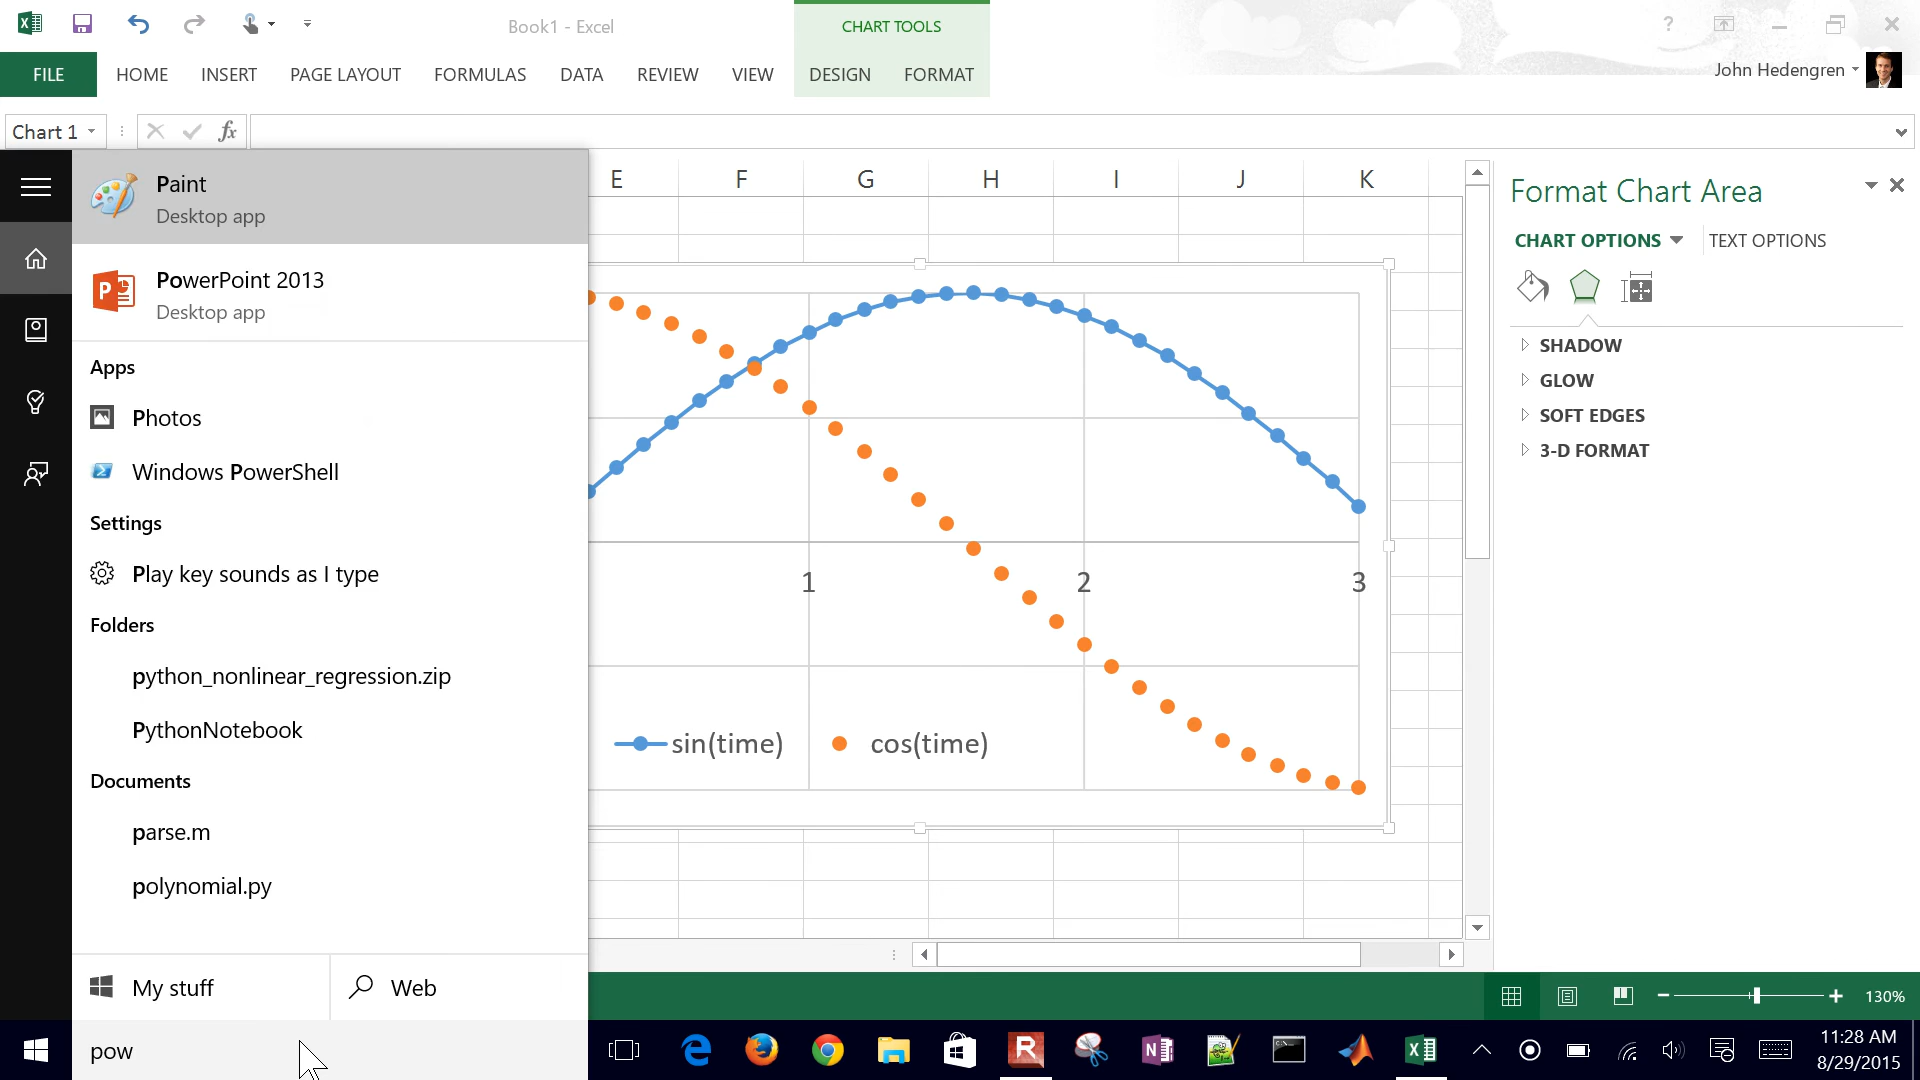 Book1 - Excel
CHART TOOLS
?
FILE
HOME
INSERT
PAGE LAYOUT
FORMULAS
DATA
REVIEW
VIEW
DESIGN
FORMAT
John Hedengren
Chart 1
fx
Paint
Desktop app
PowerPoint 2013
Desktop app
Apps
Photos
Windows PowerShell
Settings
Play key sounds as I type
Folders
python_nonlinear_regression.zip
PythonNotebook
Documents
parse.m
polynomial.py
My stuff
Web
pow
E F G H I J K
1 2 3
sin(time)
cos(time)
Format Chart Area
CHART OPTIONS
TEXT OPTIONS
SHADOW
GLOW
SOFT EDGES
3-D FORMAT
130%
11:28 AM
8/29/2015